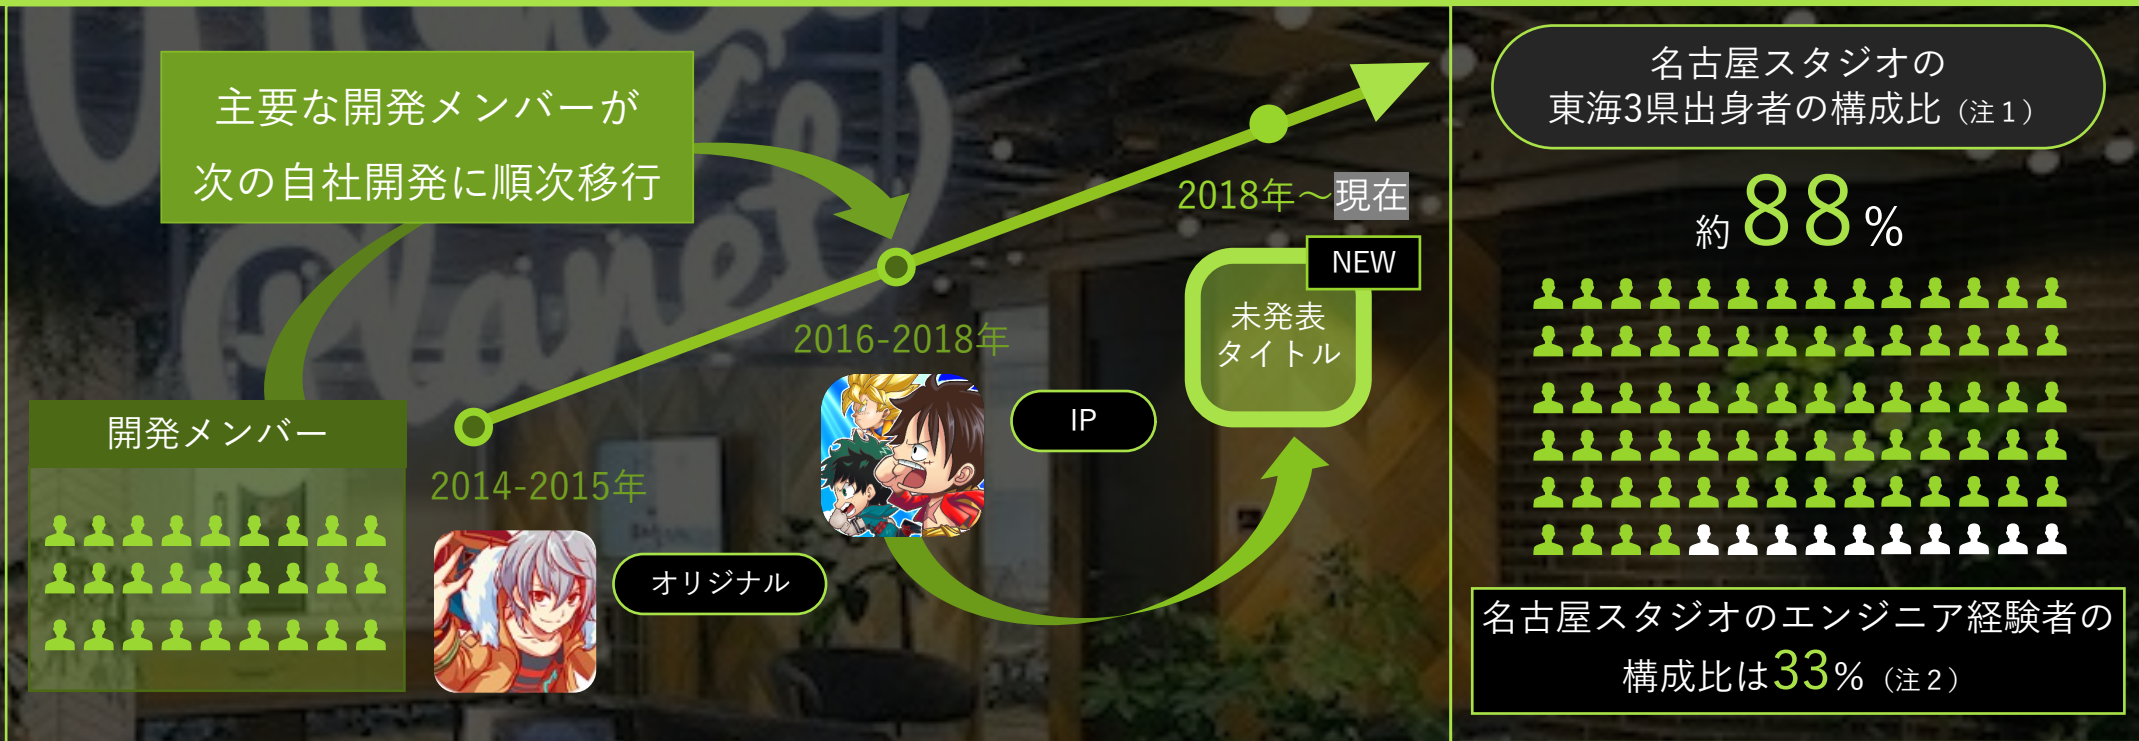 主要な開発メンバーが
次の自社開発に順次移行
開発メンバー
2014-2015年
オリジナル
2016-2018年
IP
2018年～現在
NEW
未発表
タイトル
名古屋スタジオの
東海3県出身者の構成比（注１）
約88%
名古屋スタジオのエンジニア経験者の
構成比は33%（注２）
Planet